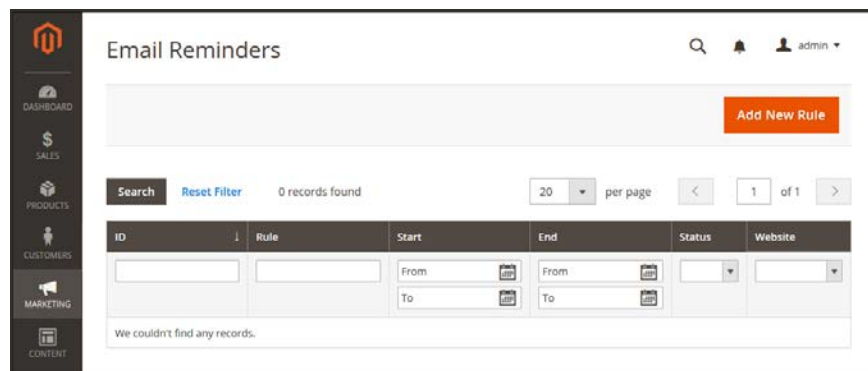 Email Reminders
admin
Add New Rule
DASHBOARD
SALES
PRODUCTS
CUSTOMERS
MARKETING
CONTENT
Search Reset Filter 0 records found 20 per page 1 of 1
ID Rule Start End Status Website
From From
To To
We couldn't find any records.